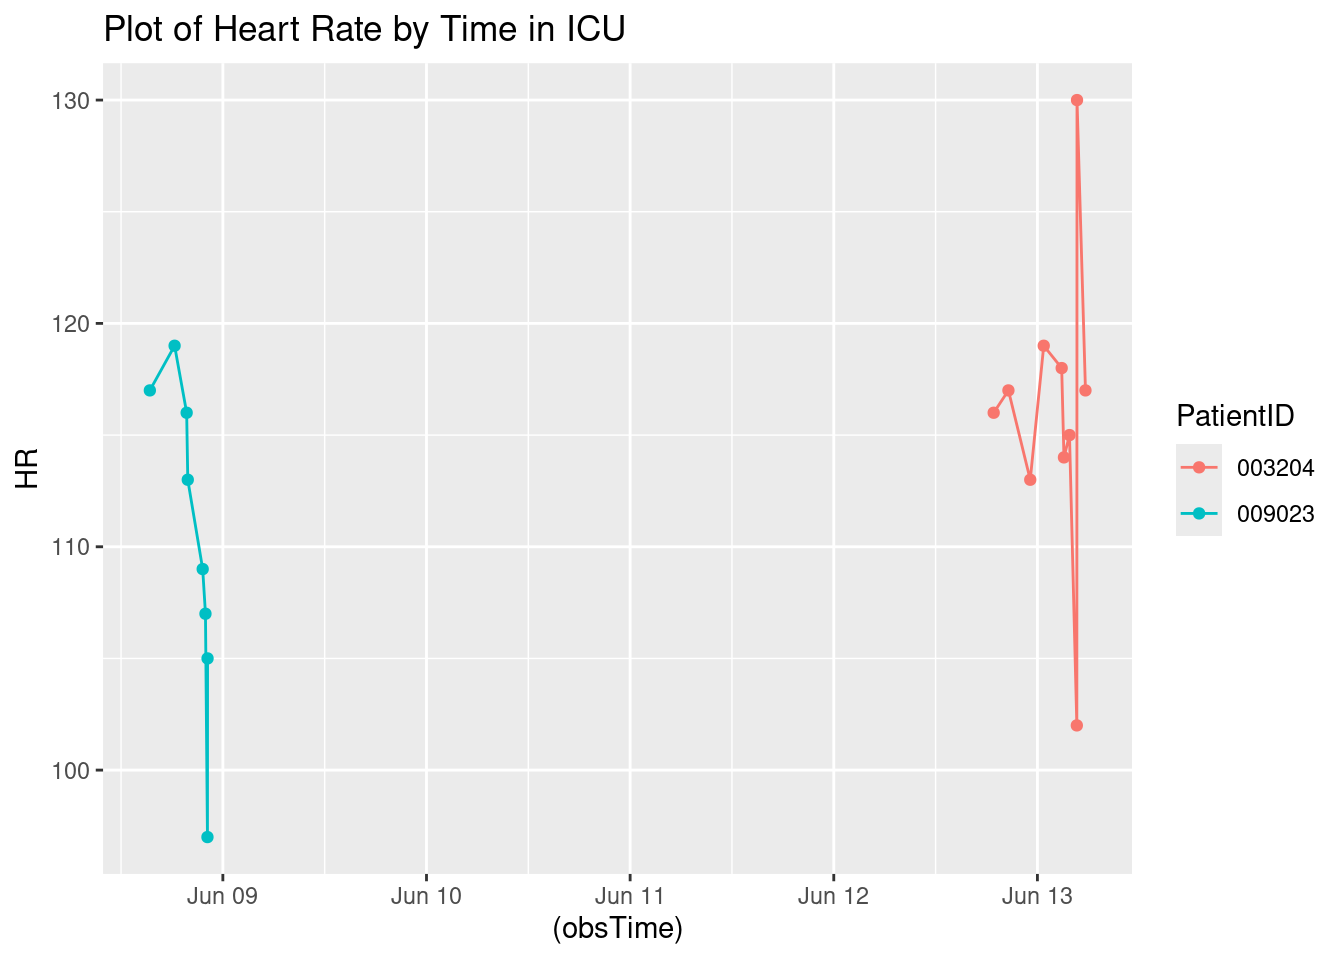 Plot of Heart Rate by Time in ICU
130
120
110
100
HR
Jun 09
Jun 10
Jun 11
Jun 12
Jun 13
(obsTime)
PatientID
003204
009023